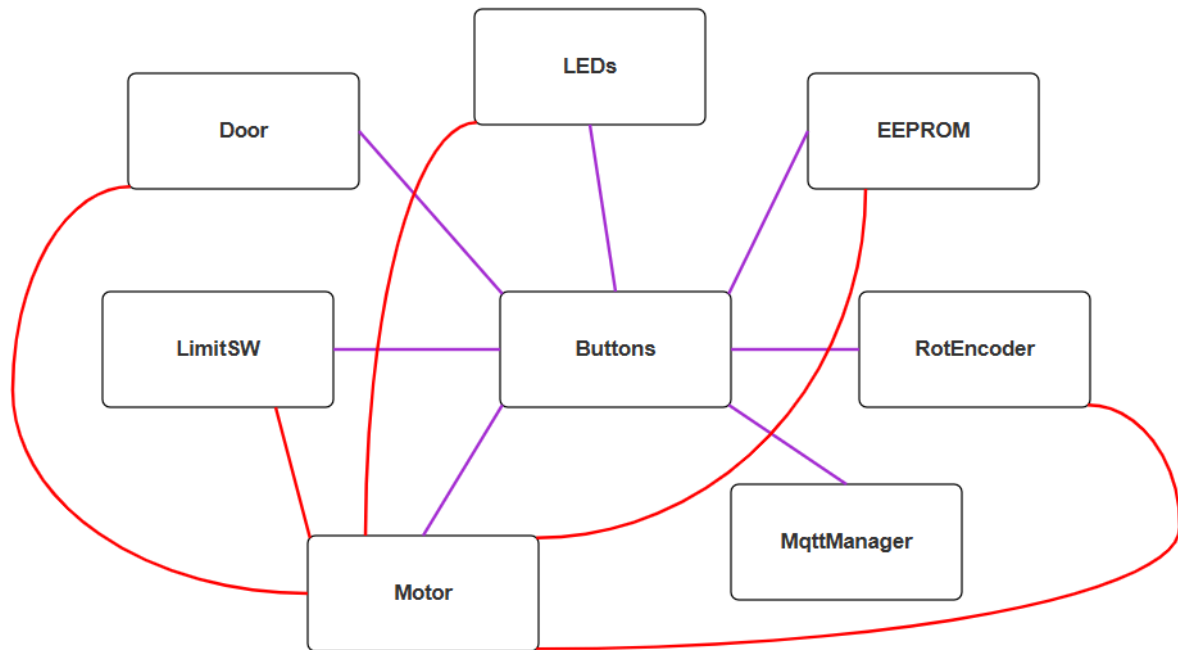 LEDs
Door
EEPROM
LimitSW
Buttons
RotEncoder
MqttManager
Motor